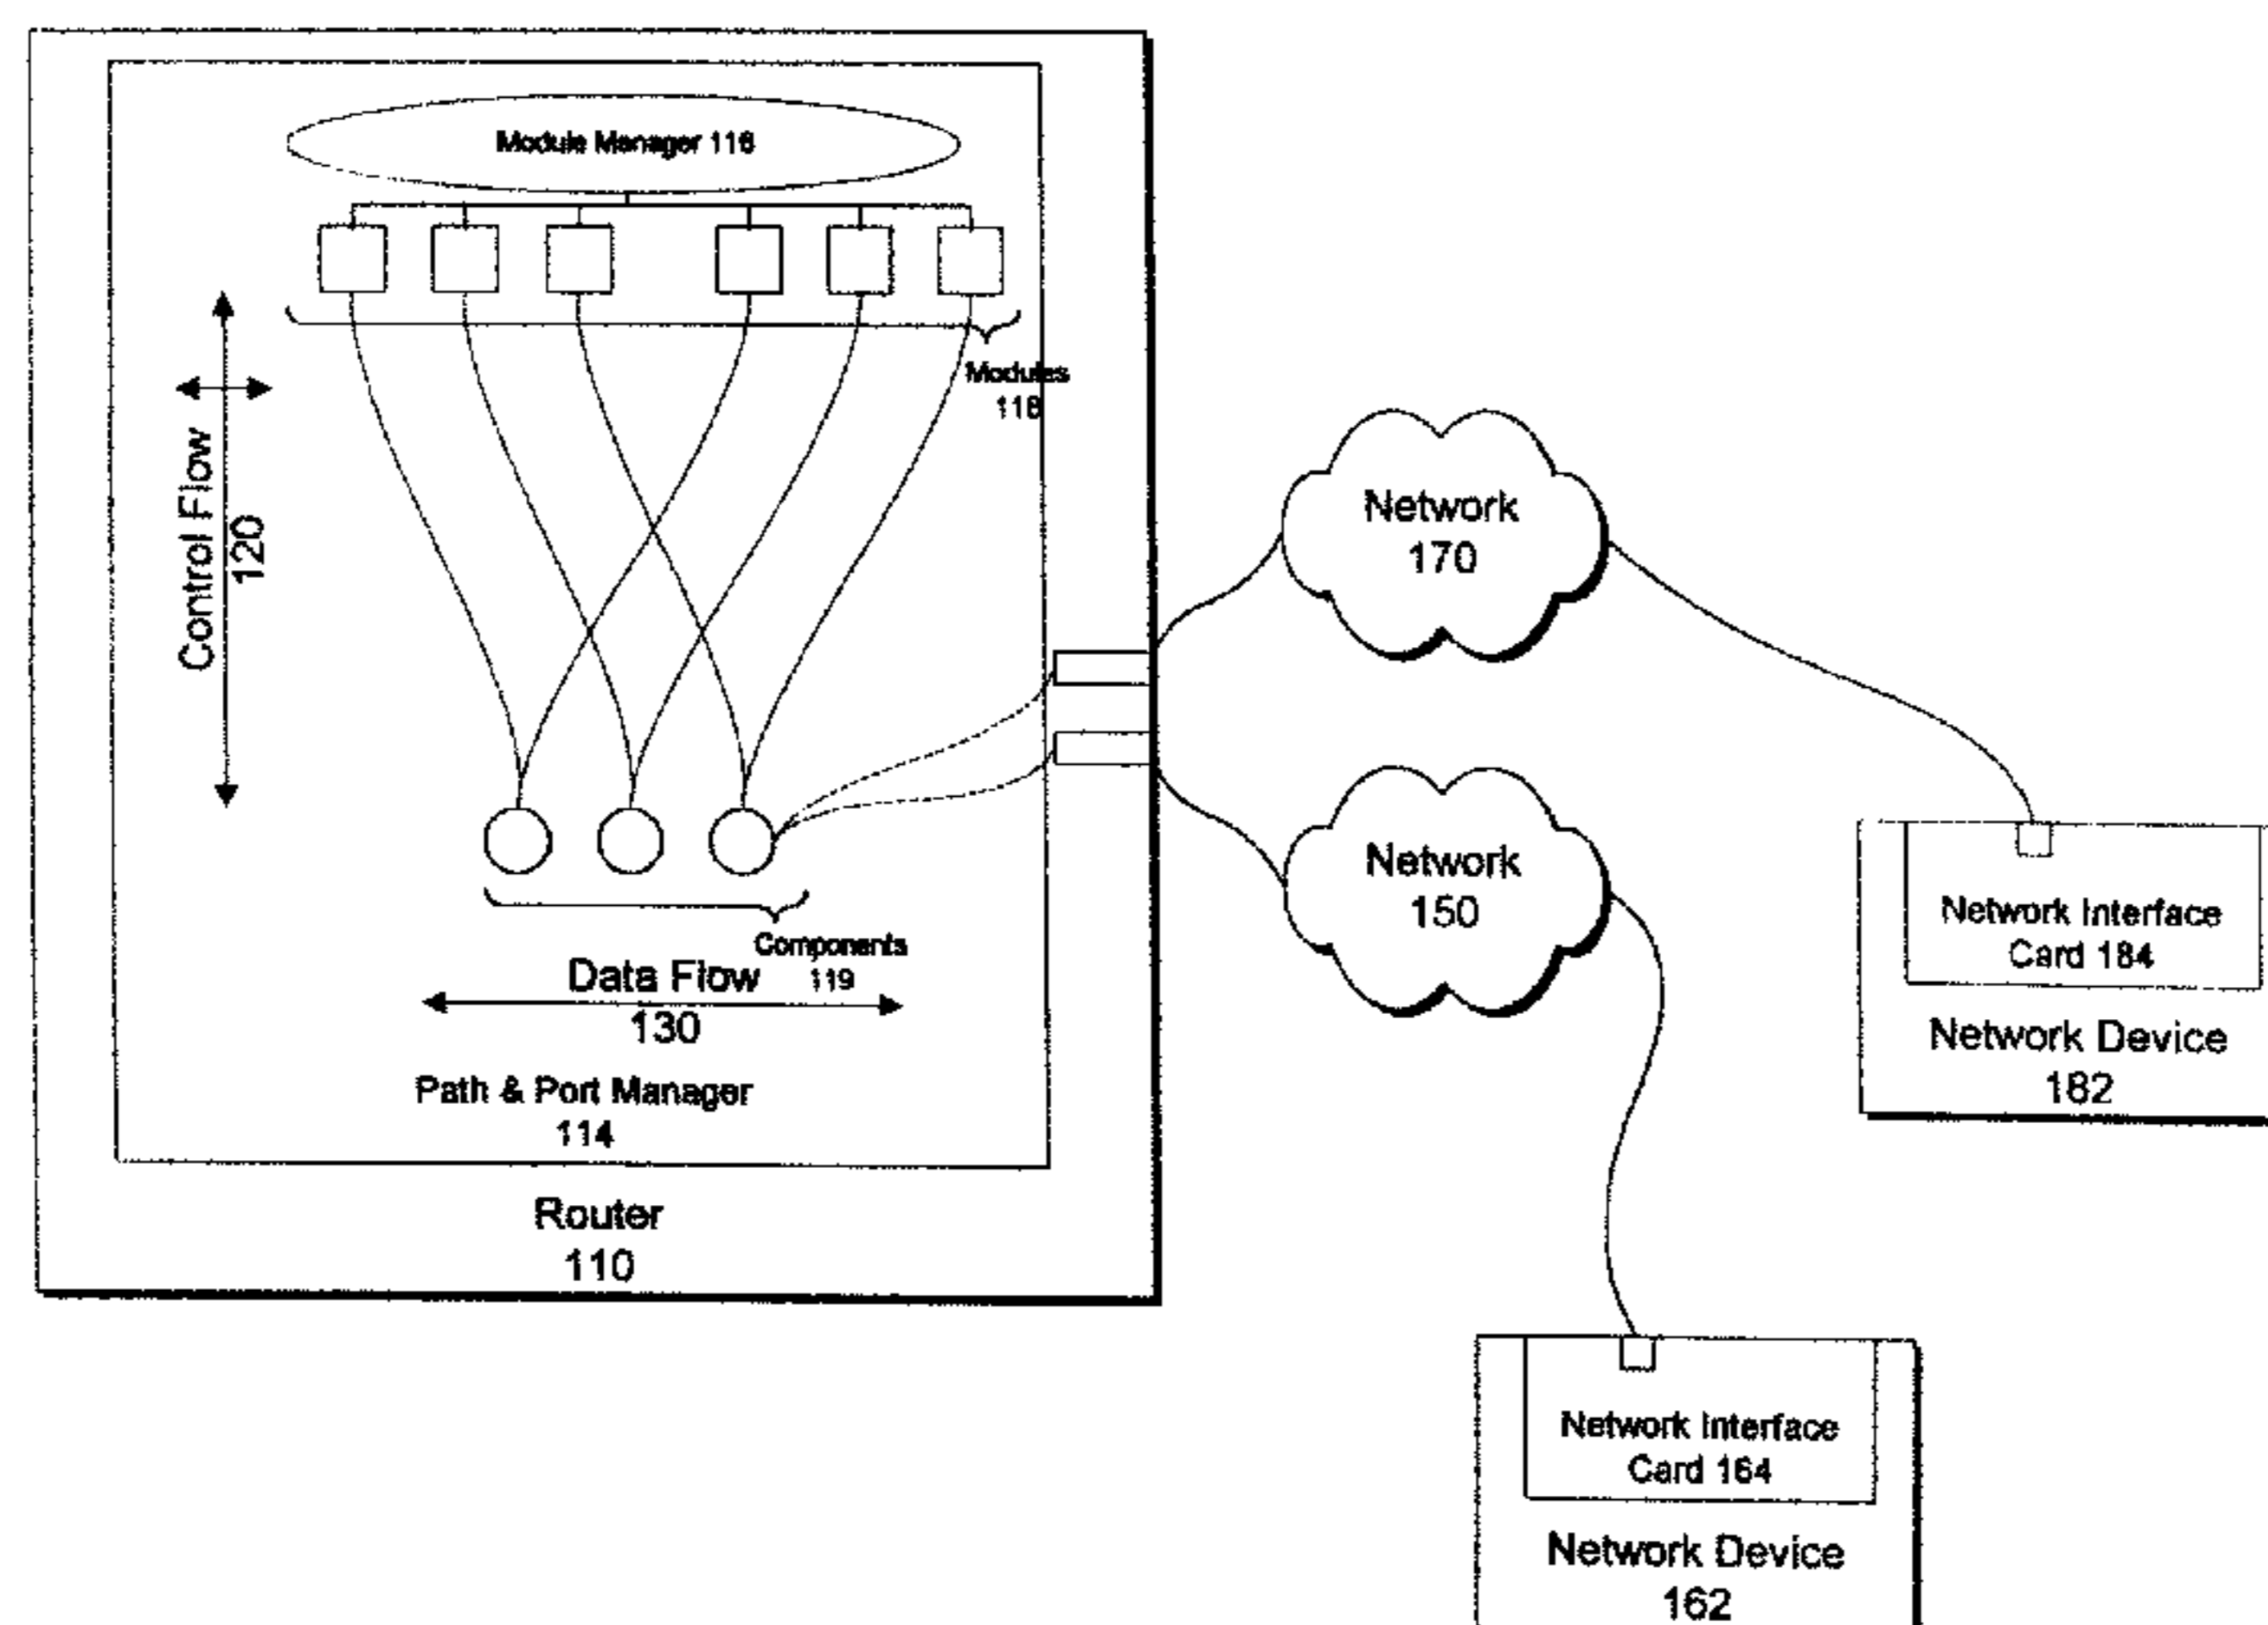 Module Manager 116
Modules
118
Control Flow
120
Network
170
Network
150
Components
119
Data Flow
130
Path & Port Manager
114
Router
110
Network Interface
Card 184
Network Device
182
Network Interface
Card 164
Network Device
162